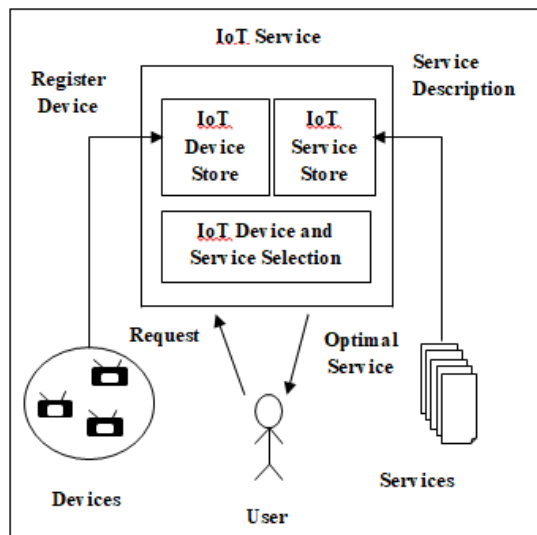 IoT Service
Register
Device
Service
Description
IoT
Device
Store
IoT
Service
Store
IoT Device and
Service Selection
Request
Optimal
Service
Devices
User
Services